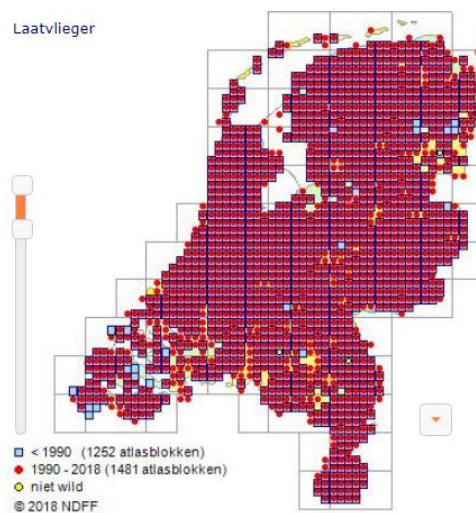 Laatvlieger
< 1990 (1252 atlasblokken)
1990 - 2018 (1481 atlasblokken)
niet wild
© 2018 NDFF